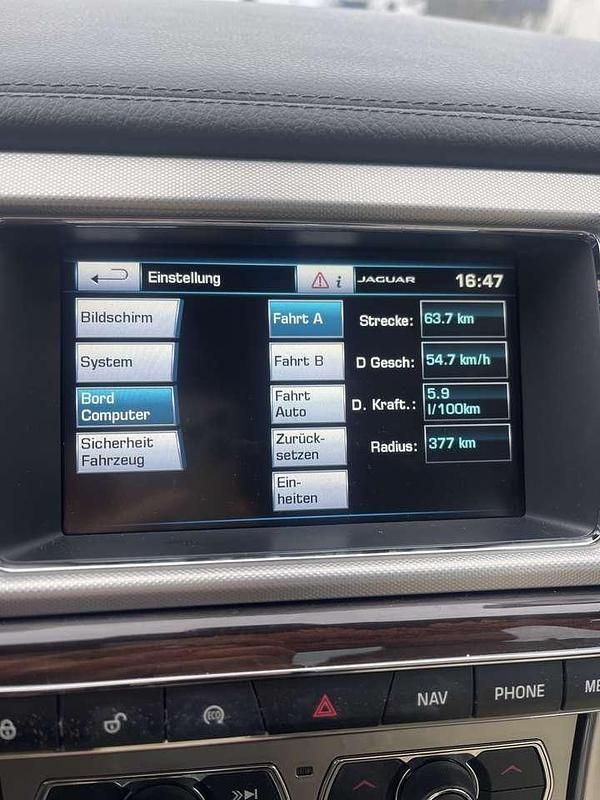 Einstellung
i JAGUAR 16:47
Bildschirm
System
Bord
Computer
Sicherheit
Fahrzeug
Fahrt A
Fahrt B
Fahrt
Auto
Zurück-
setzen
Ein-
heiten
Strecke: 63.7 km
D Gesch: 54.7 km/h
D. Kraft.: 5.9
l/100km
Radius: 377 km
ECO
NAV
PHONE